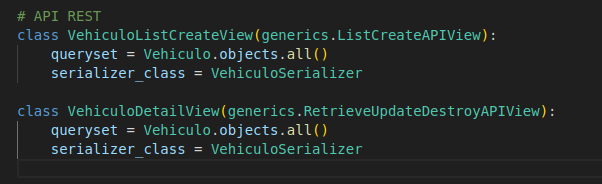 # API REST
class VehiculoListCreateView(generics.ListCreateAPIView):
    queryset = Vehiculo.objects.all()
    serializer_class = VehiculoSerializer
class VehiculoDetailView(generics.RetrieveUpdateDestroyAPIView):
    queryset = Vehiculo.objects.all()
    serializer_class = VehiculoSerializer